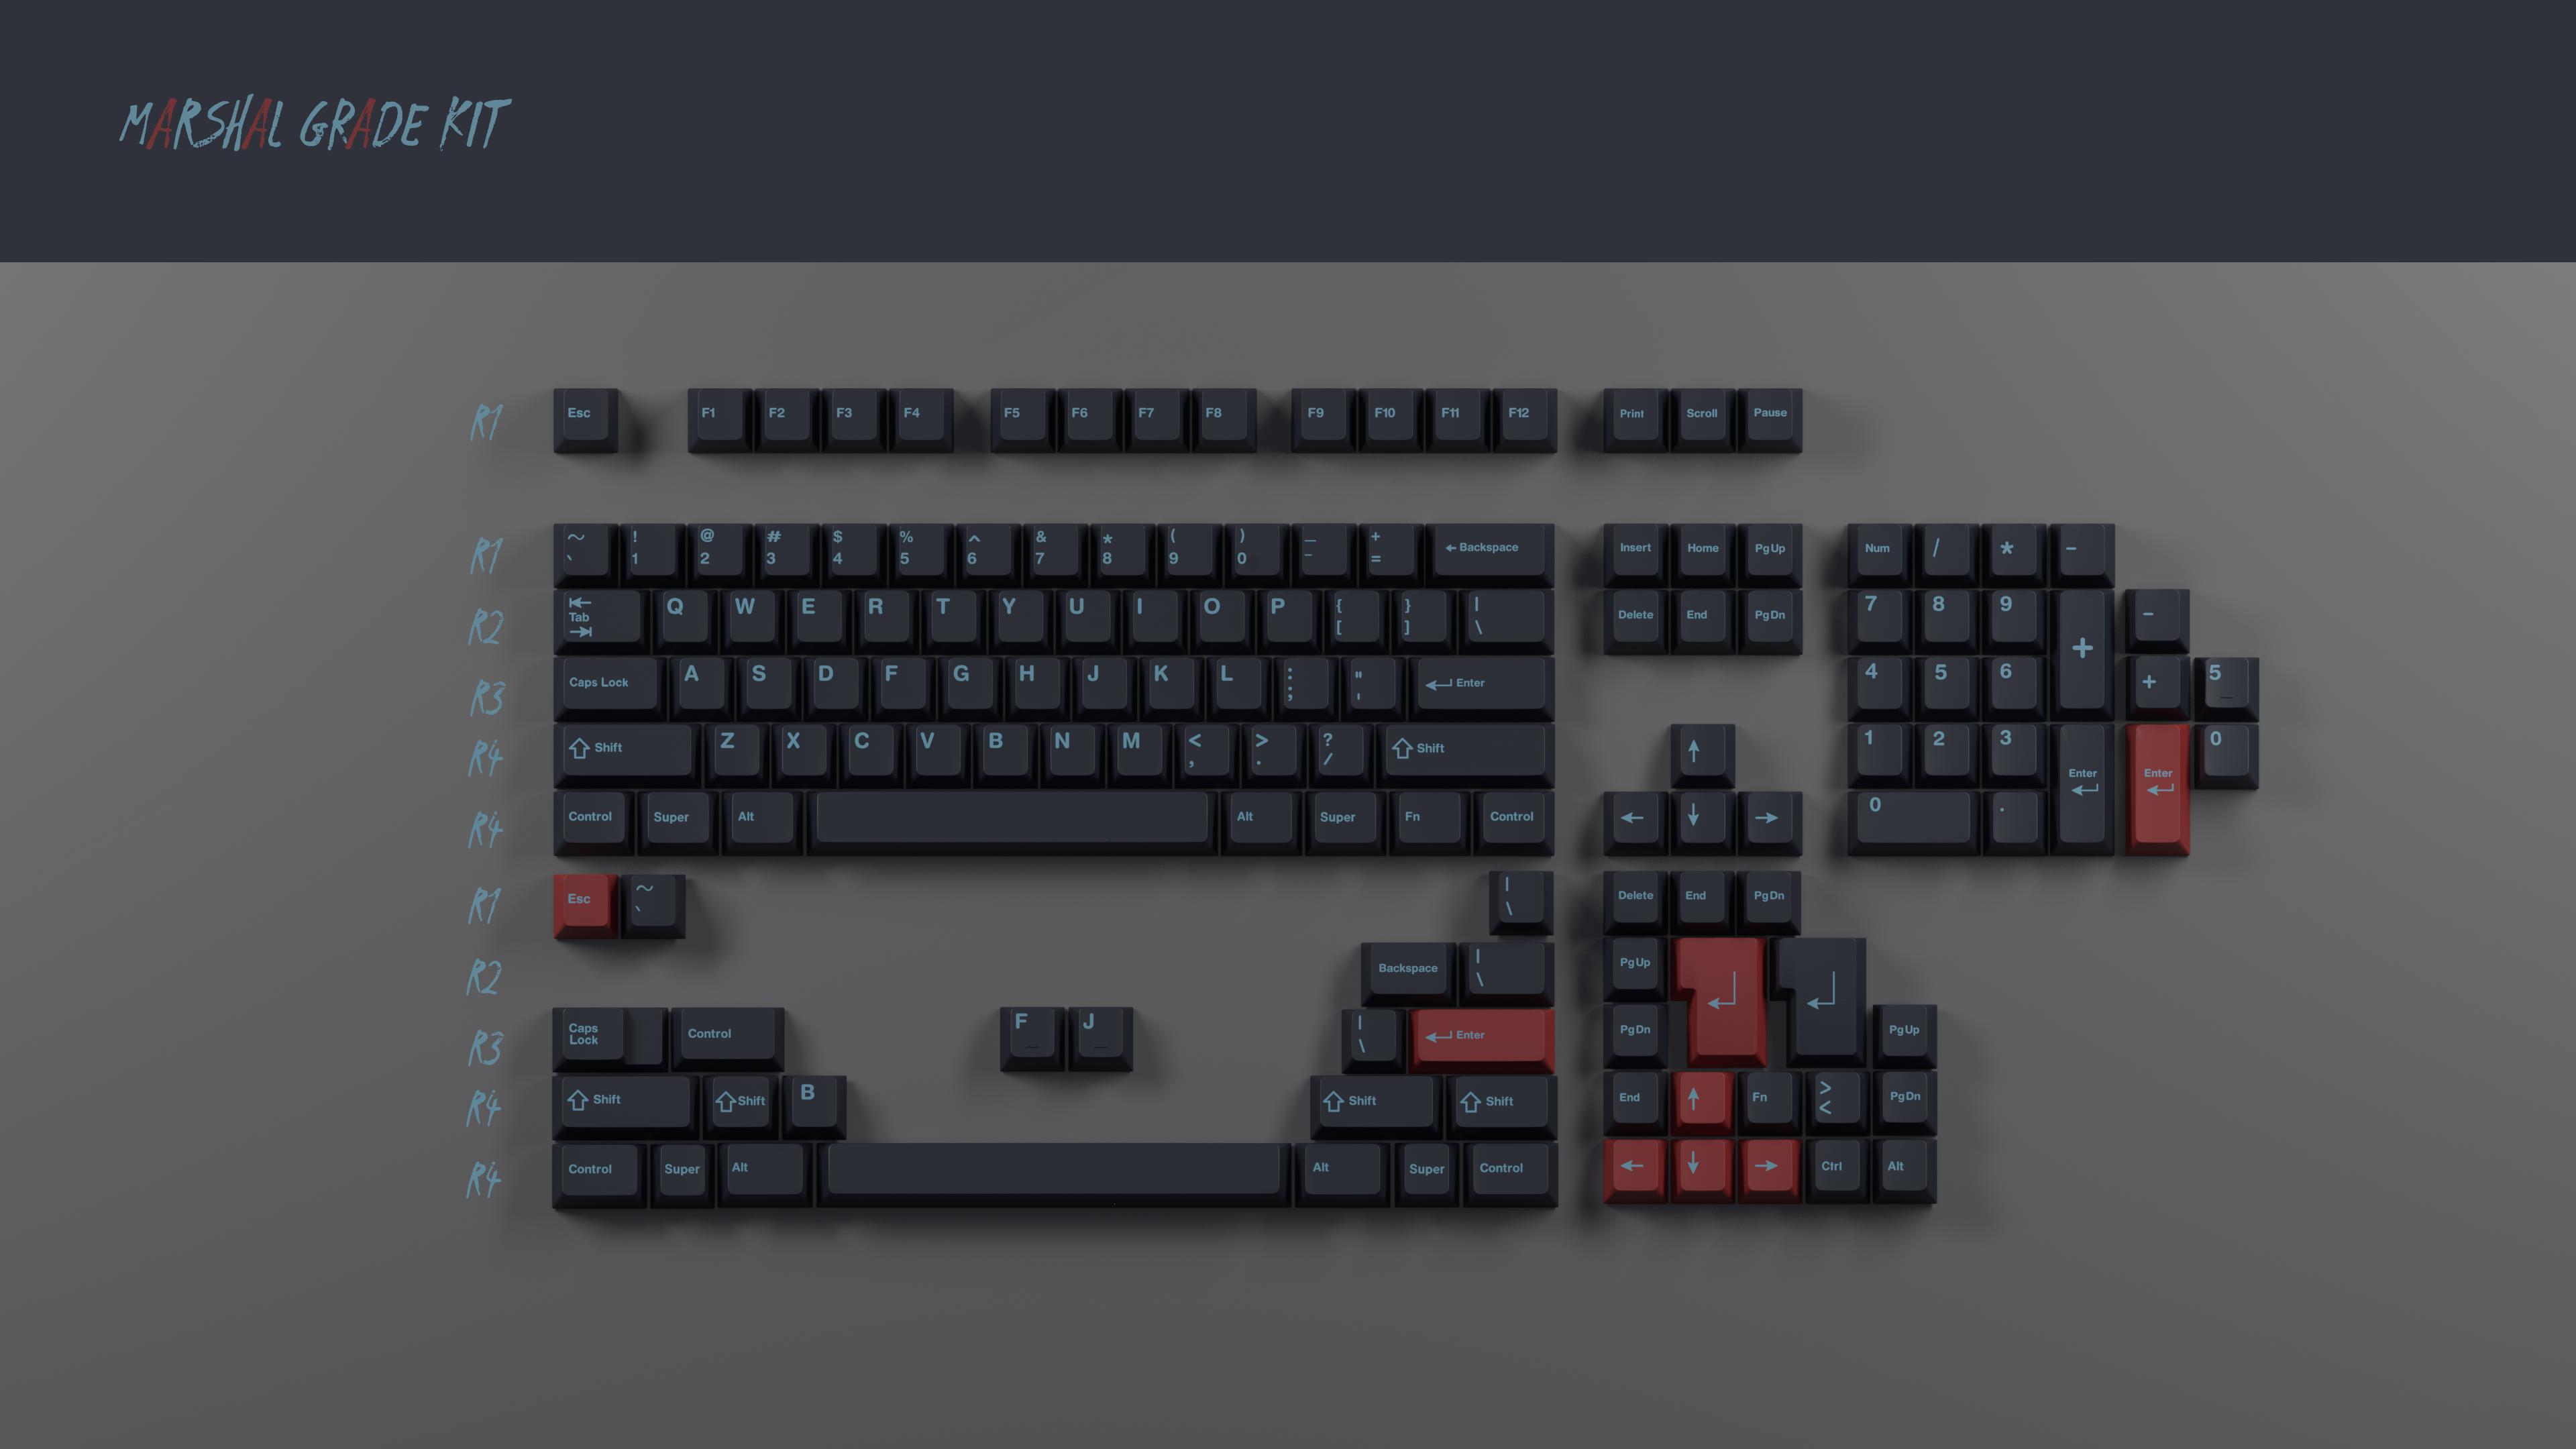 MARSHAL GRADE KIT
R1 Esc F1 F2 F3 F4 F5 F6 F7 F8 F9 F10 F11 F12 Print Scroll Pause
~ ! @ # $ % ^ & * ( ) _ +
R1 ` 1 2 3 4 5 6 7 8 9 0 - = ← Backspace Insert Home PgUp Num / * -
R2 ⇤ Tab ⇥ Q W E R T Y U I O P { [ } ] | \ Delete End PgDn 7 8 9 + -
R3 Caps Lock A S D F G H J K L : ; " ' ↵ Enter 4 5 6 + 5
R4 ⇧ Shift Z X C V B N M < , > . ? / ⇧ Shift ↑ 1 2 3 Enter ↵ Enter ↵ 0
R4 Control Super Alt Alt Super Fn Control ← ↓ → 0 .
R1 Esc ~ ` | \ Delete End PgDn
R2 Backspace | \ PgUp ↵ ↵
R3 Caps Lock Control F J | \ ↵ Enter PgDn PgUp
R4 ⇧ Shift ⇧ Shift B ⇧ Shift ⇧ Shift End ↑ Fn > < PgDn
R4 Control Super Alt Alt Super Control ← ↓ → Ctrl Alt